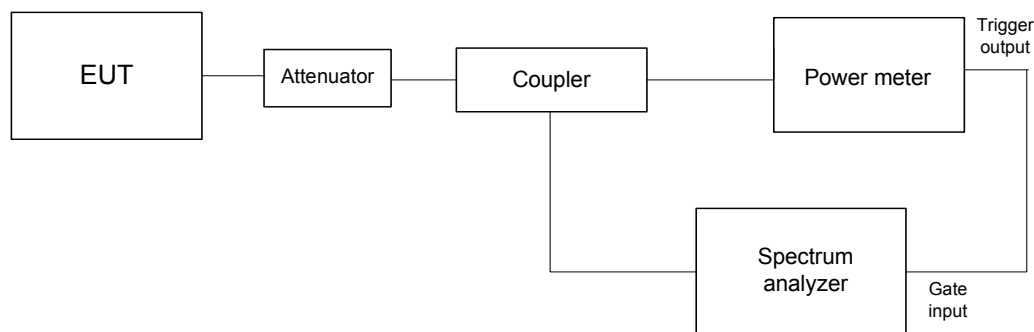 EUT
Attenuator
Coupler
Power meter
Trigger
output
Spectrum
analyzer
Gate
input